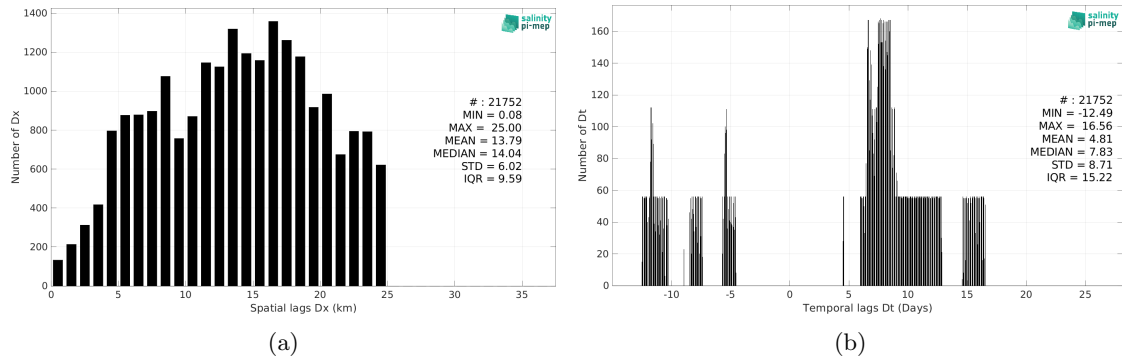 salinity
pi-mep
Number of Dx
1400
1200
1000
800
600
400
200
0
# : 21752
MIN = 0.08
MAX = 25.00
MEAN = 13.79
MEDIAN = 14.04
STD = 6.02
IQR = 9.59
0 5 10 15 20 25 30 35
Spatial lags Dx (km)
(a)
salinity
pi-mep
Number of Dt
160
140
120
100
80
60
40
20
0
# : 21752
MIN = -12.49
MAX = 16.56
MEAN = 4.81
MEDIAN = 7.83
STD = 8.71
IQR = 15.22
-10 -5 0 5 10 15 20 25
Temporal lags Dt (Days)
(b)